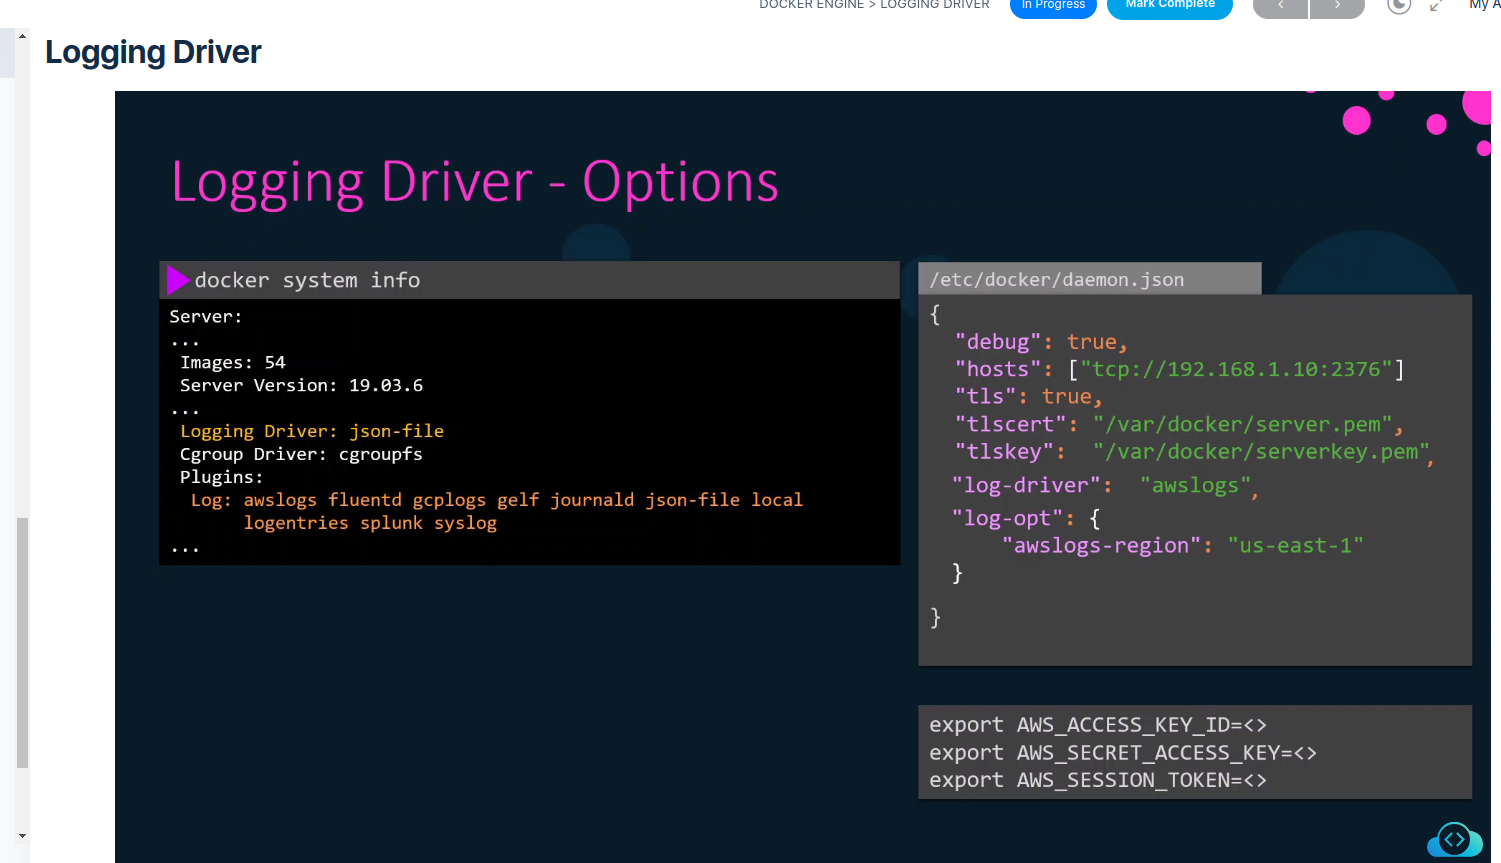 DOCKER ENGINE > LOGGING DRIVER
In Progress
Mark Complete
My A
Logging Driver
Logging Driver - Options
docker system info
Server:
...
Images: 54
Server Version: 19.03.6
...
Logging Driver: json-file
Cgroup Driver: cgroupfs
Plugins:
Log: awslogs fluentd gcplogs gelf journald json-file local
logentries splunk syslog
...
/etc/docker/daemon.json
{
"debug": true,
"hosts": ["tcp://192.168.1.10:2376"]
"tls": true,
"tlscert": "/var/docker/server.pem",
"tlskey": "/var/docker/serverkey.pem",
"log-driver": "awslogs",
"log-opt": {
"awslogs-region": "us-east-1"
}
}
export AWS_ACCESS_KEY_ID=<>
export AWS_SECRET_ACCESS_KEY=<>
export AWS_SESSION_TOKEN=<>